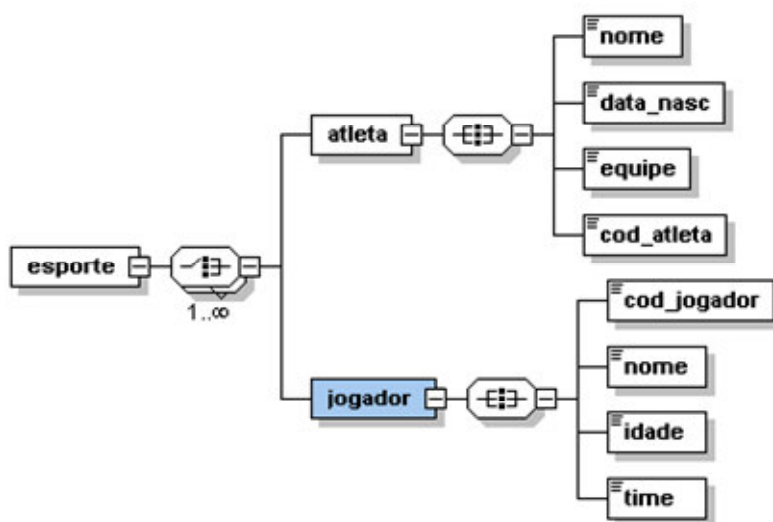 nome
data_nasc
atleta
equipe
cod_atleta
esporte
1..∞
cod_jogador
nome
jogador
idade
time